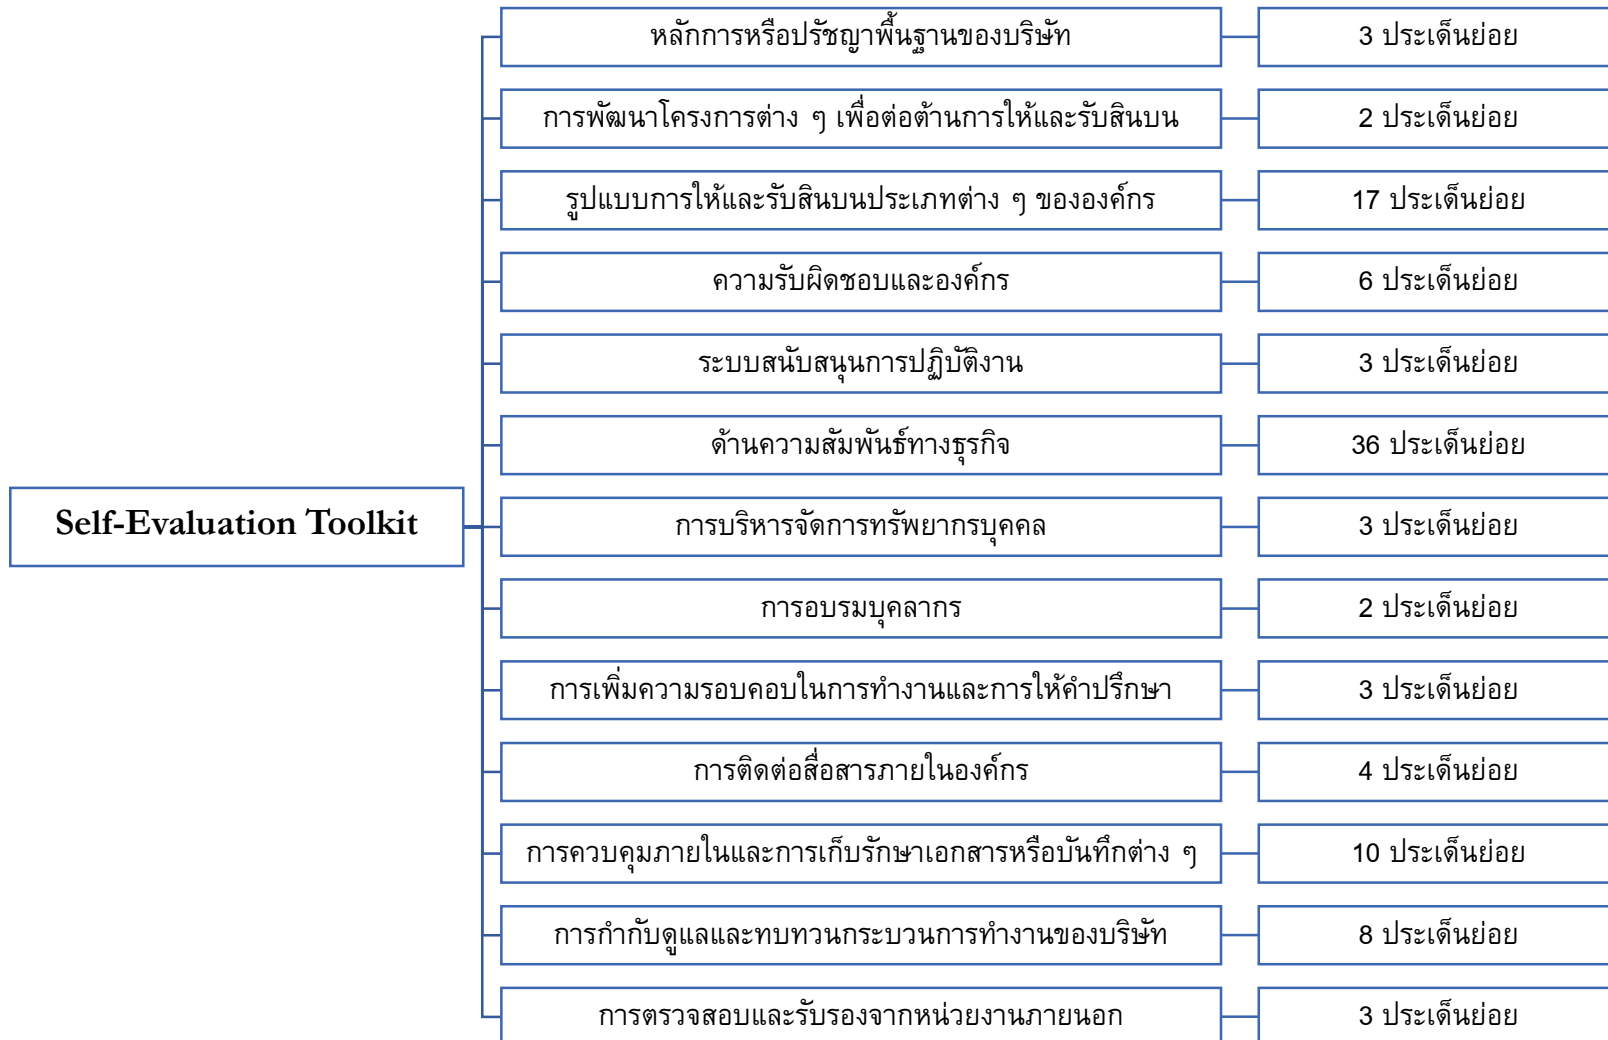 หลักการหรือปรัชญาพื้นฐานของบริษัท
3 ประเด็นย่อย
การพัฒนาโครงการต่าง ๆ เพื่อต่อต้านการให้และรับสินบน
2 ประเด็นย่อย
รูปแบบการให้และรับสินบนประเภทต่าง ๆ ขององค์กร
17 ประเด็นย่อย
ความรับผิดชอบและองค์กร
6 ประเด็นย่อย
ระบบสนับสนุนการปฏิบัติงาน
3 ประเด็นย่อย
ด้านความสัมพันธ์ทางธุรกิจ
36 ประเด็นย่อย
Self-Evaluation Toolkit
การบริหารจัดการทรัพยากรบุคคล
3 ประเด็นย่อย
การอบรมบุคลากร
2 ประเด็นย่อย
การเพิ่มความรอบคอบในการทำงานและการให้คำปรึกษา
3 ประเด็นย่อย
การติดต่อสื่อสารภายในองค์กร
4 ประเด็นย่อย
การควบคุมภายในและการเก็บรักษาเอกสารหรือบันทึกต่าง ๆ
10 ประเด็นย่อย
การกำกับดูแลและทบทวนกระบวนการทำงานของบริษัท
8 ประเด็นย่อย
การตรวจสอบและรับรองจากหน่วยงานภายนอก
3 ประเด็นย่อย